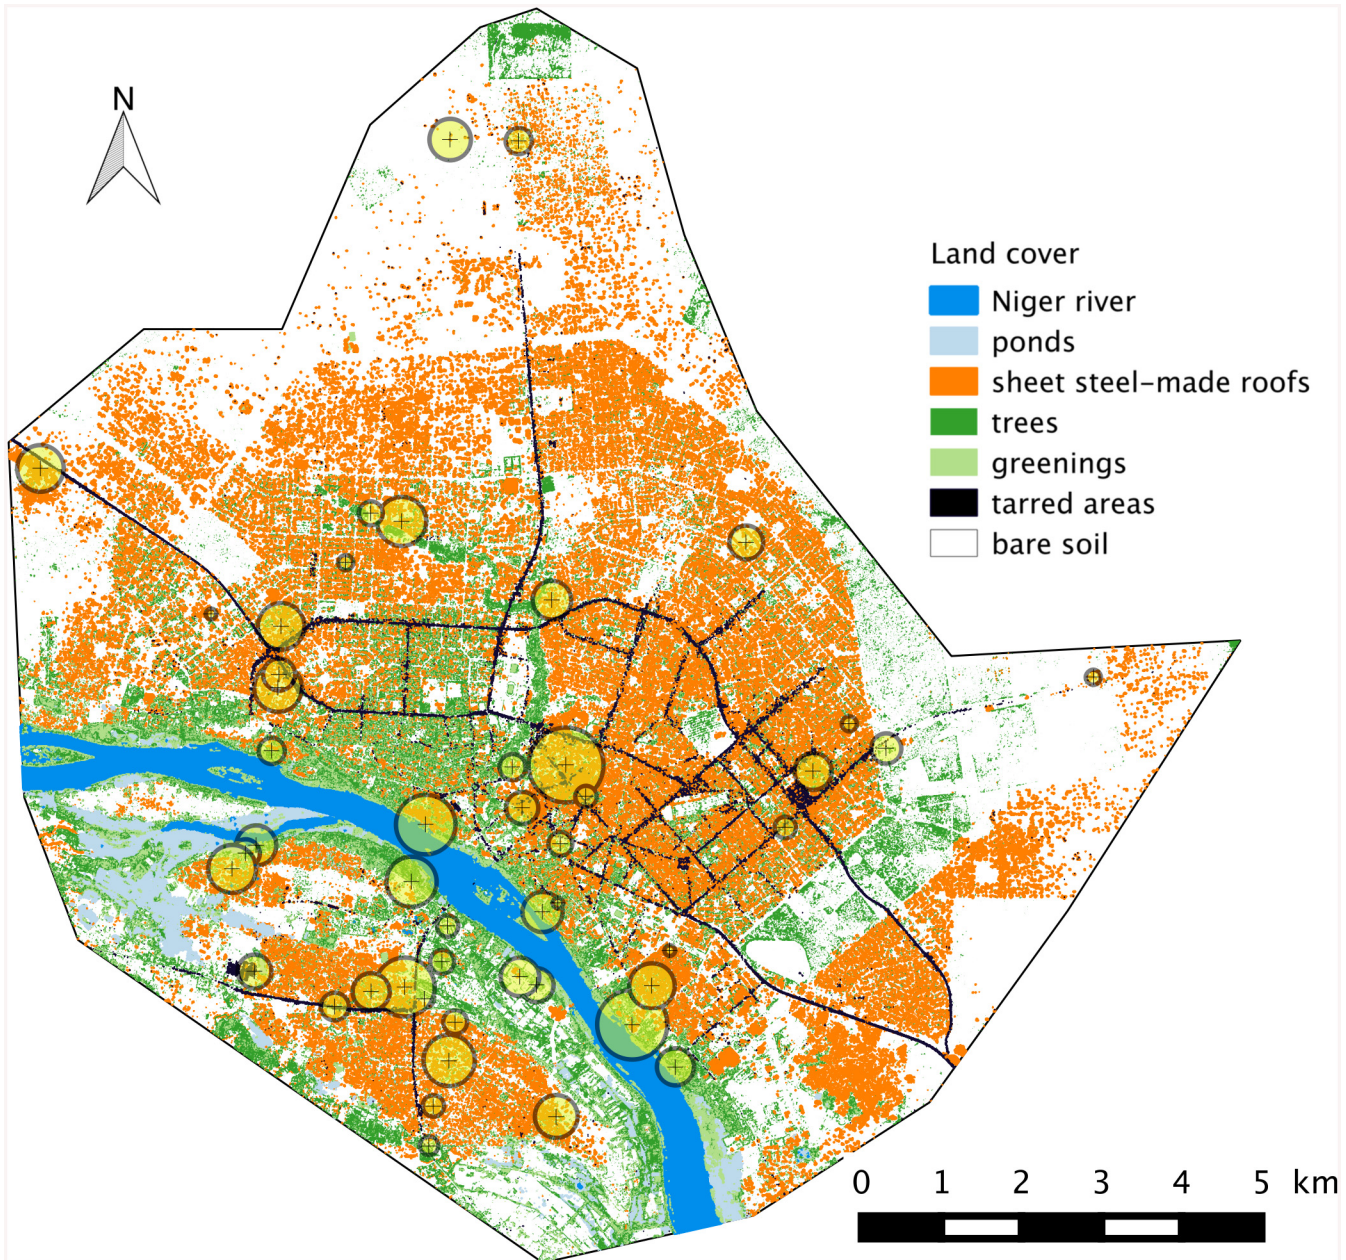 N
Land cover
Niger river
ponds
sheet steel-made roofs
trees
greenings
tarred areas
bare soil
0 1 2 3 4 5 km